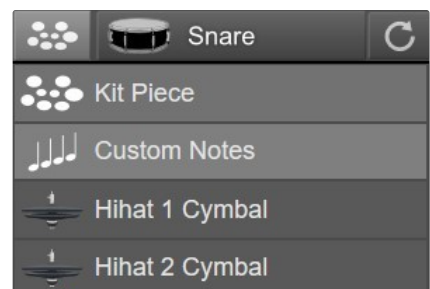 Snare
Kit Piece
Custom Notes
Hihat 1 Cymbal
Hihat 2 Cymbal